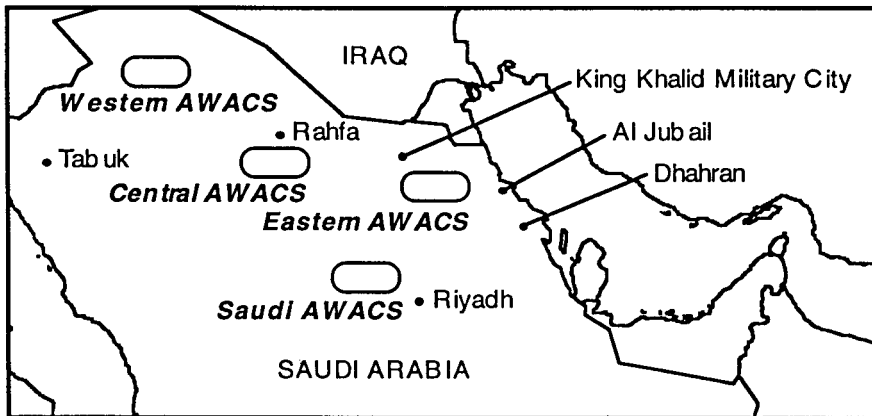 IRAQ
King Khalid Military City
Western AWACS
Rahfa
Al Jubail
Tabuk
Dhahran
Central AWACS
Eastern AWACS
Saudi AWACS
Riyadh
SAUDI ARABIA